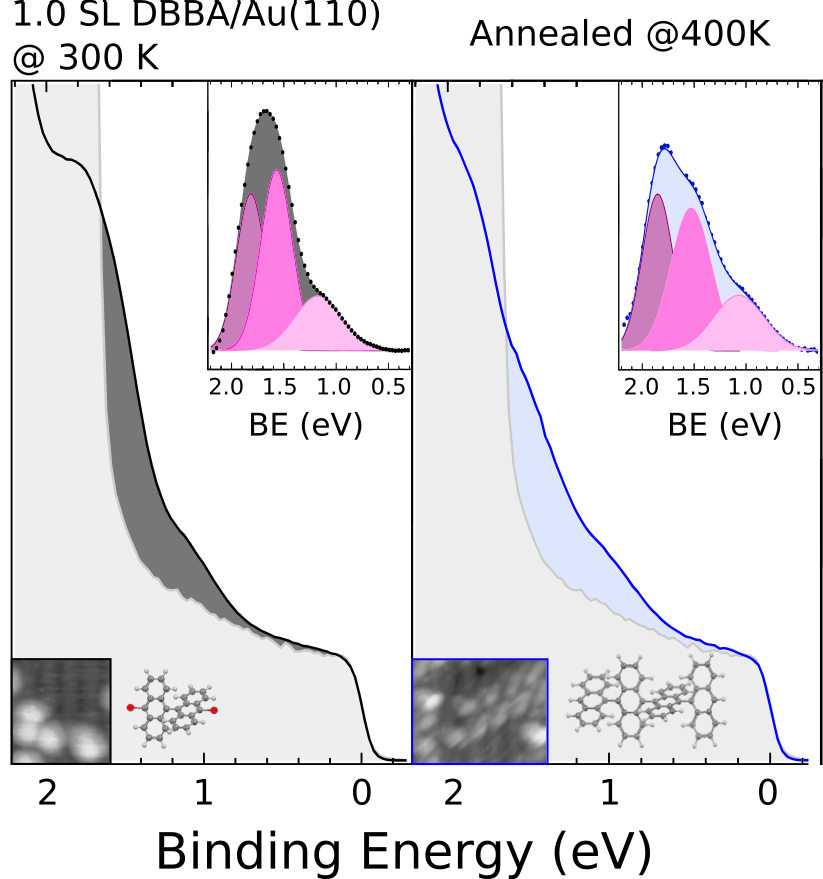 1.0 SL DBBA/Au(110)
@ 300 K
Annealed @400K
2.0 1.5 1.0 0.5
BE (eV)
2.0 1.5 1.0 0.5
BE (eV)
2 1 0
2 1 0
Binding Energy (eV)